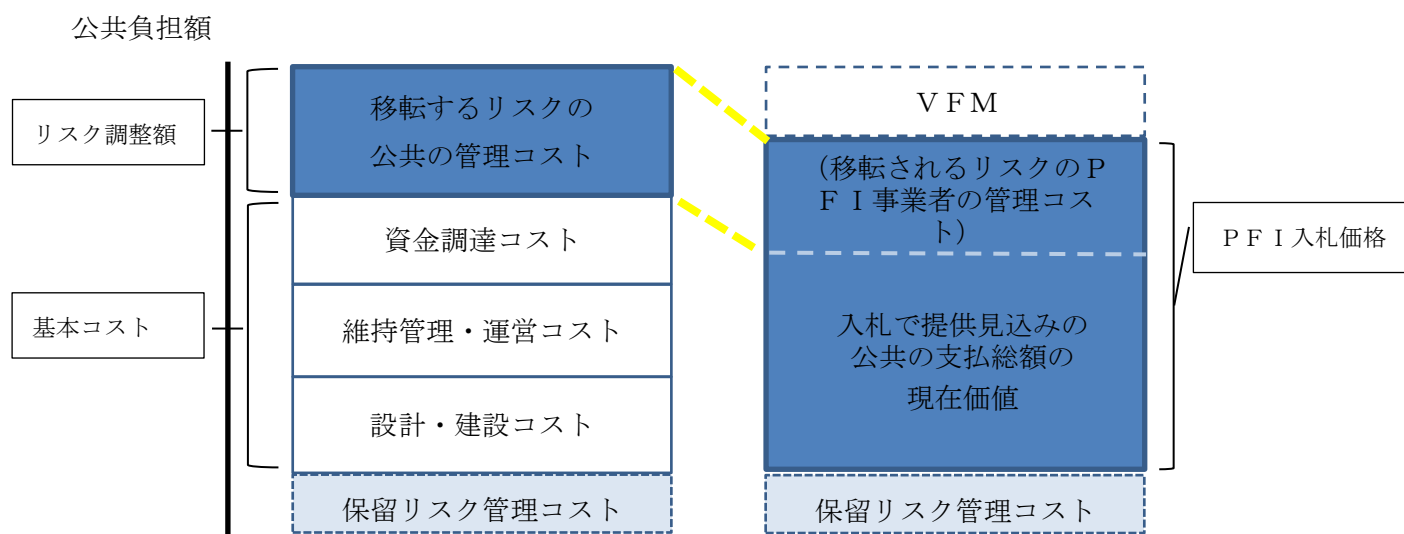 公共負担額
リスク調整額
基本コスト
移転するリスクの
公共の管理コスト
資金調達コスト
維持管理・運営コスト
設計・建設コスト
保留リスク管理コスト
ＶＦＭ
（移転されるリスクのＰ
ＦＩ事業者の管理コス
ト）
入札で提供見込みの
公共の支払総額の
現在価値
保留リスク管理コスト
ＰＦＩ入札価格